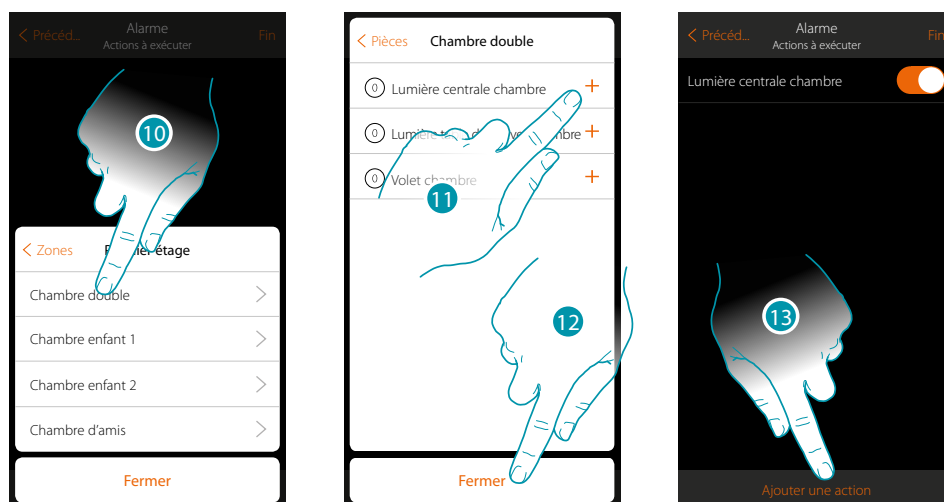 < Précéd...
Alarme
Fin
Actions à exécuter
10
< Zones
étage
Chambre double
Chambre enfant 1
Chambre enfant 2
Chambre d'amis
Fermer
< Pièces
Chambre double
0 Lumière centrale chambre +
0 +
0 Volet chambre +
11
12
Fermer
< Précéd...
Alarme
Fin
Actions à exécuter
Lumière centrale chambre
13
Ajouter une action